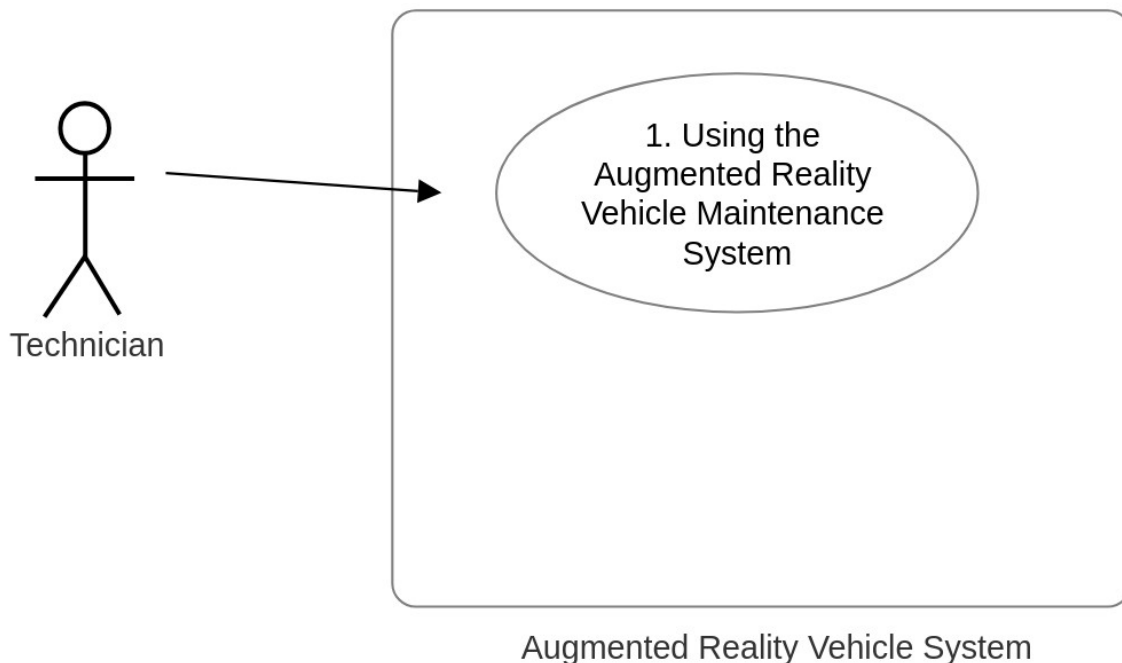 1. Using the
Augmented Reality
Vehicle Maintenance
System
Technician
Augmented Reality Vehicle System